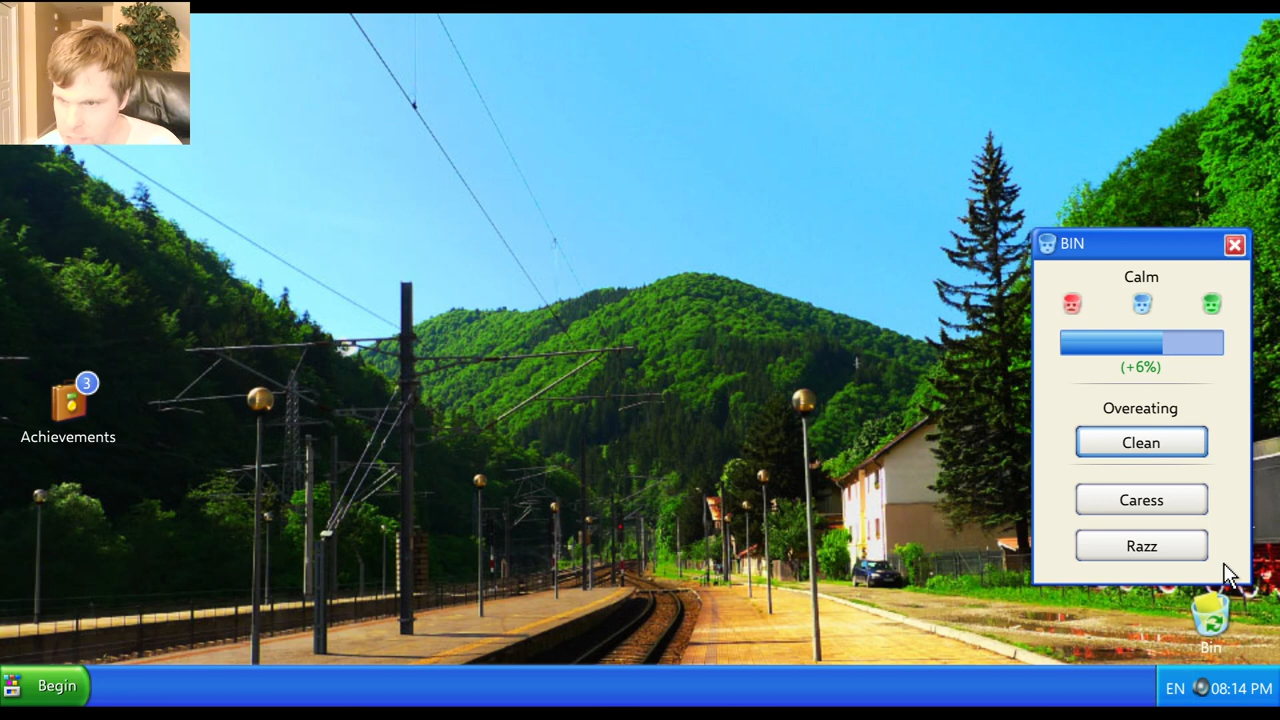 BIN
Calm
(+6%)
Overeating
Clean
Caress
Razz
3
Achievements
Bin
Begin
EN 08:14 PM